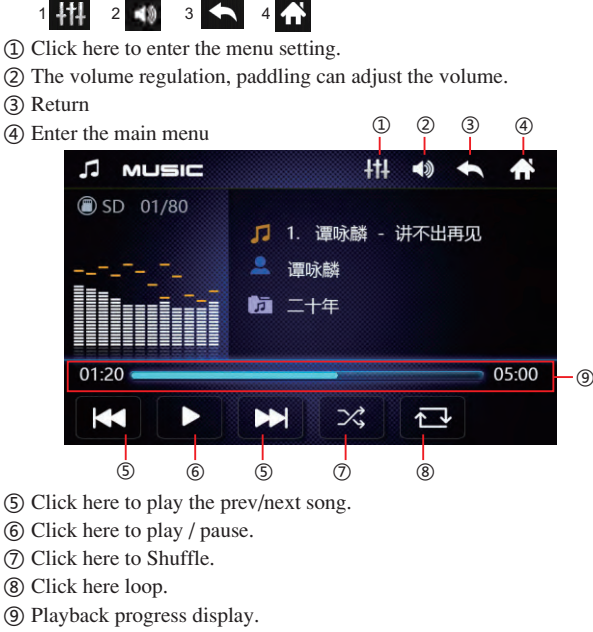 1 2 3 4
① Click here to enter the menu setting.
② The volume regulation, paddling can adjust the volume.
③ Return
④ Enter the main menu
① ② ③ ④
MUSIC
SD 01/80
1. 谭咏麟 - 讲不出再见
谭咏麟
二十年
01:20 05:00 ⑨
⑤ ⑥ ⑤ ⑦ ⑧
⑤ Click here to play the prev/next song.
⑥ Click here to play / pause.
⑦ Click here to Shuffle.
⑧ Click here loop.
⑨ Playback progress display.